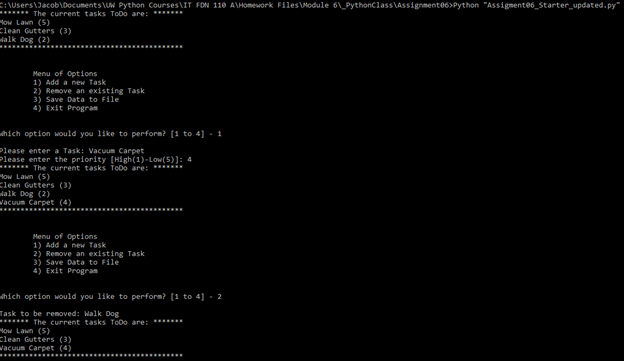 C:\Users\Jacob\Documents\UW Python Courses\IT FDN 110 A\Homework Files\Module 6\_PythonClass\Assignment06>Python "Assigment06_Starter_updated.py"
******* The current tasks ToDo are: *******
Mow Lawn (5)
Clean Gutters (3)
Walk Dog (2)
*******************************************
Menu of Options
1) Add a new Task
2) Remove an existing Task
3) Save Data to File
4) Exit Program
Which option would you like to perform? [1 to 4] - 1
Please enter a Task: Vacuum Carpet
Please enter the priority [High(1)-Low(5)]: 4
******* The current tasks ToDo are: *******
Mow Lawn (5)
Clean Gutters (3)
Walk Dog (2)
Vacuum Carpet (4)
*******************************************
Menu of Options
1) Add a new Task
2) Remove an existing Task
3) Save Data to File
4) Exit Program
Which option would you like to perform? [1 to 4] - 2
Task to be removed: Walk Dog
******* The current tasks ToDo are: *******
Mow Lawn (5)
Clean Gutters (3)
Vacuum Carpet (4)
*******************************************